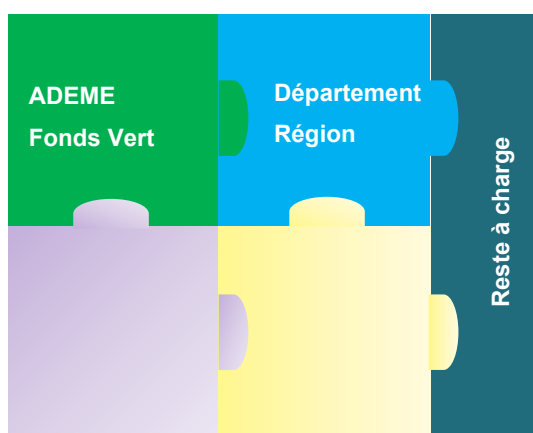 ADEME
Fonds Vert
Département
Région
Reste à charge